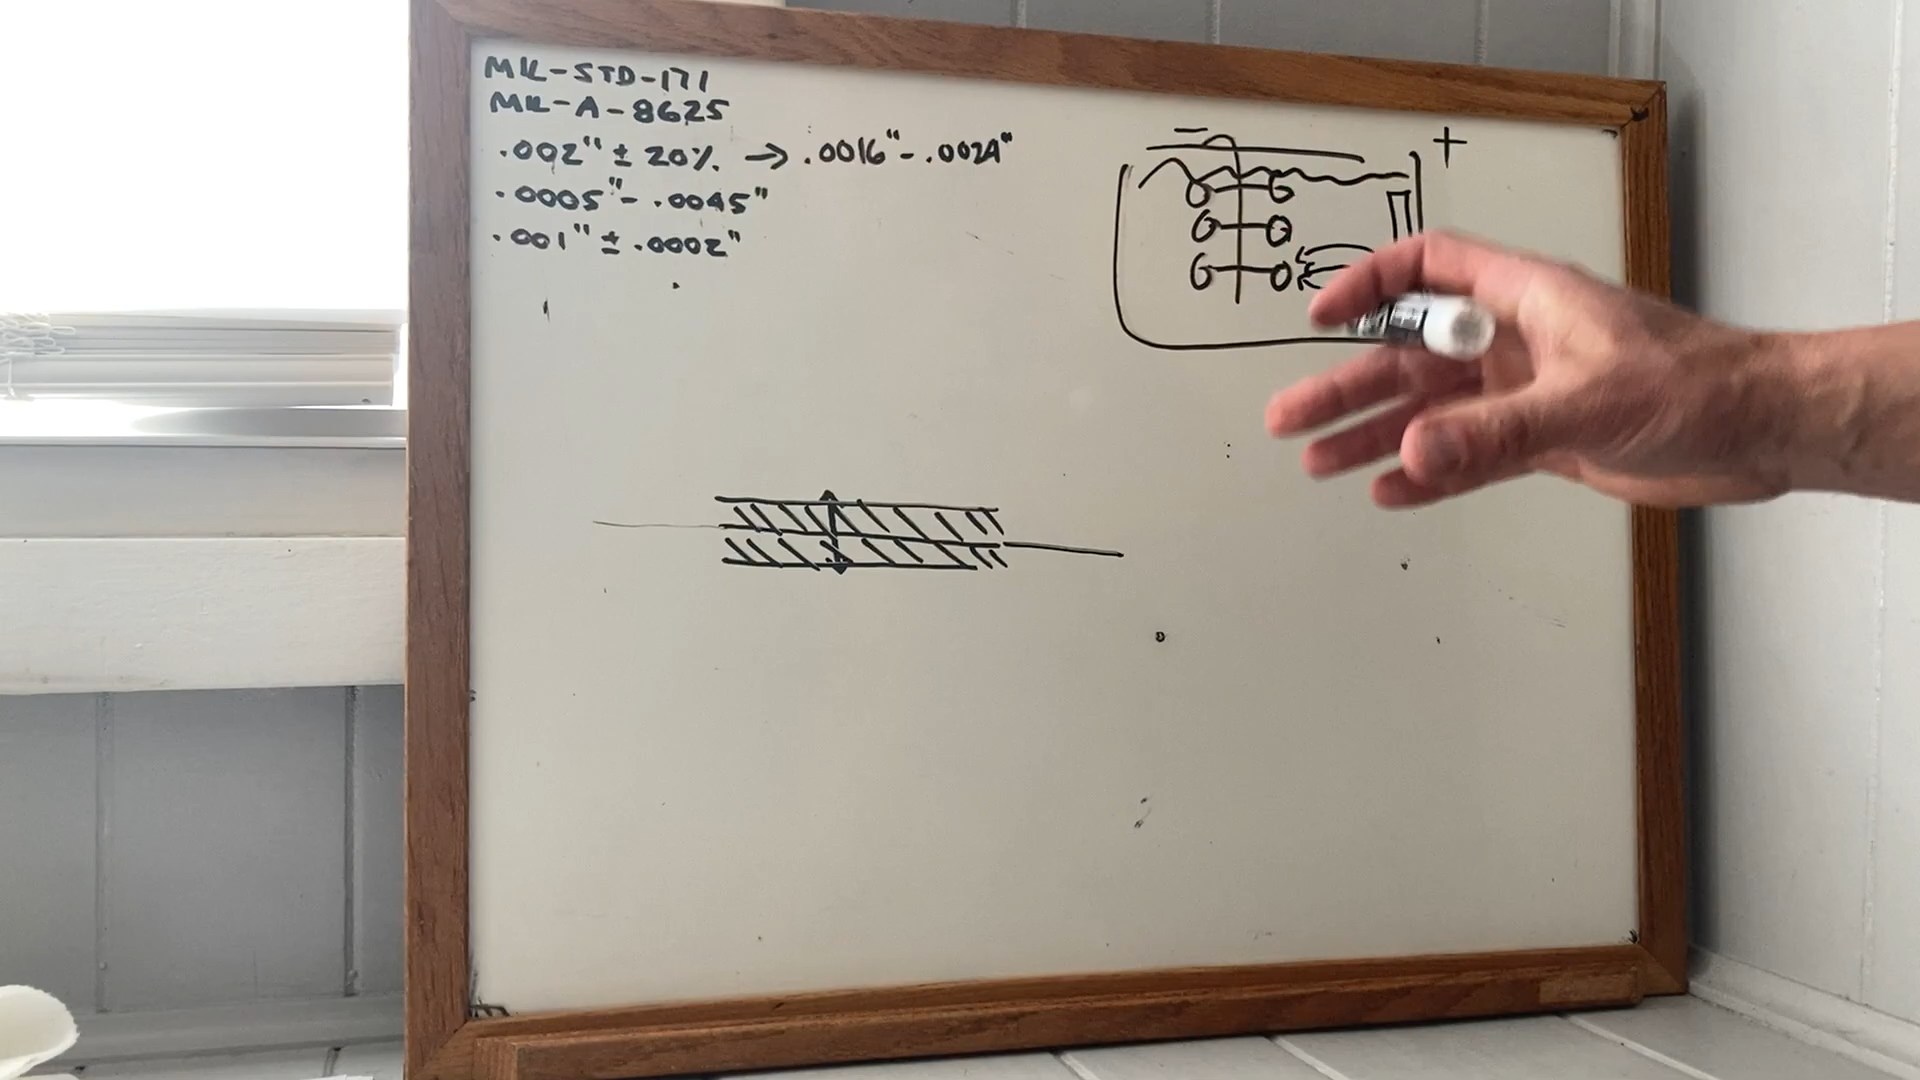 MIL-STD-171
MIL-A-8625
.002" ± 20% → .0016" - .0024"
.0005" - .0045"
.001" ± .0002"
- +